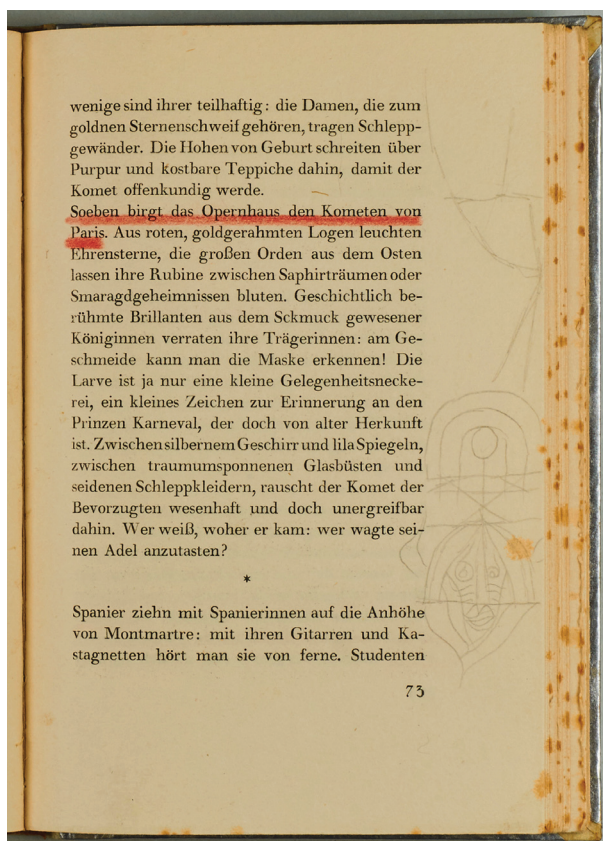 wenige sind ihrer teilhaftig: die Damen, die zum
goldnen Sternenschweif gehören, tragen Schlepp-
gewänder. Die Hohen von Geburt schreiten über
Purpur und kostbare Teppiche dahin, damit der
Komet offenkundig werde.
Soeben birgt das Opernhaus den Kometen von
Paris. Aus roten, goldgerahmten Logen leuchten
Ehrensterne, die großen Orden aus dem Osten
lassen ihre Rubine zwischen Saphirträumen oder
Smaragdgeheimnissen bluten. Geschichtlich be-
rühmte Brillanten aus dem Sckmuck gewesener
Königinnen verraten ihre Trägerinnen: am Ge-
schmeide kann man die Maske erkennen! Die
Larve ist ja nur eine kleine Gelegenheitsnecke-
rei, ein kleines Zeichen zur Erinnerung an den
Prinzen Karneval, der doch von alter Herkunft
ist. Zwischen silbernem Geschirr und lila Spiegeln,
zwischen traumumsponnenen Glasbüsten und
seidenen Schleppkleidern, rauscht der Komet der
Bevorzugten wesenhaft und doch unergreifbar
dahin. Wer weiß, woher er kam: wer wagte sei-
nen Adel anzutasten?
*
Spanier ziehn mit Spanierinnen auf die Anhöhe
von Montmartre: mit ihren Gitarren und Ka-
stagnetten hört man sie von ferne. Studenten
73